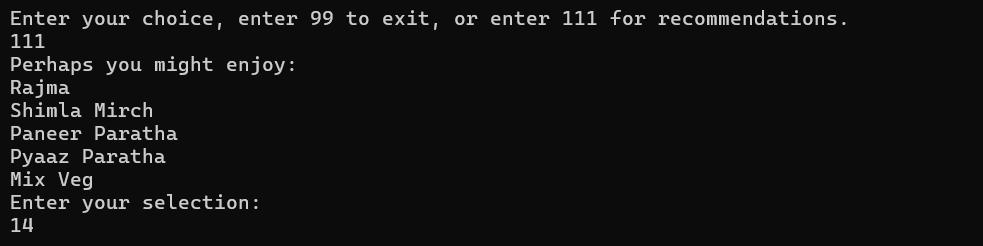 Enter your choice, enter 99 to exit, or enter 111 for recommendations.
111
Perhaps you might enjoy:
Rajma
Shimla Mirch
Paneer Paratha
Pyaaz Paratha
Mix Veg
Enter your selection:
14